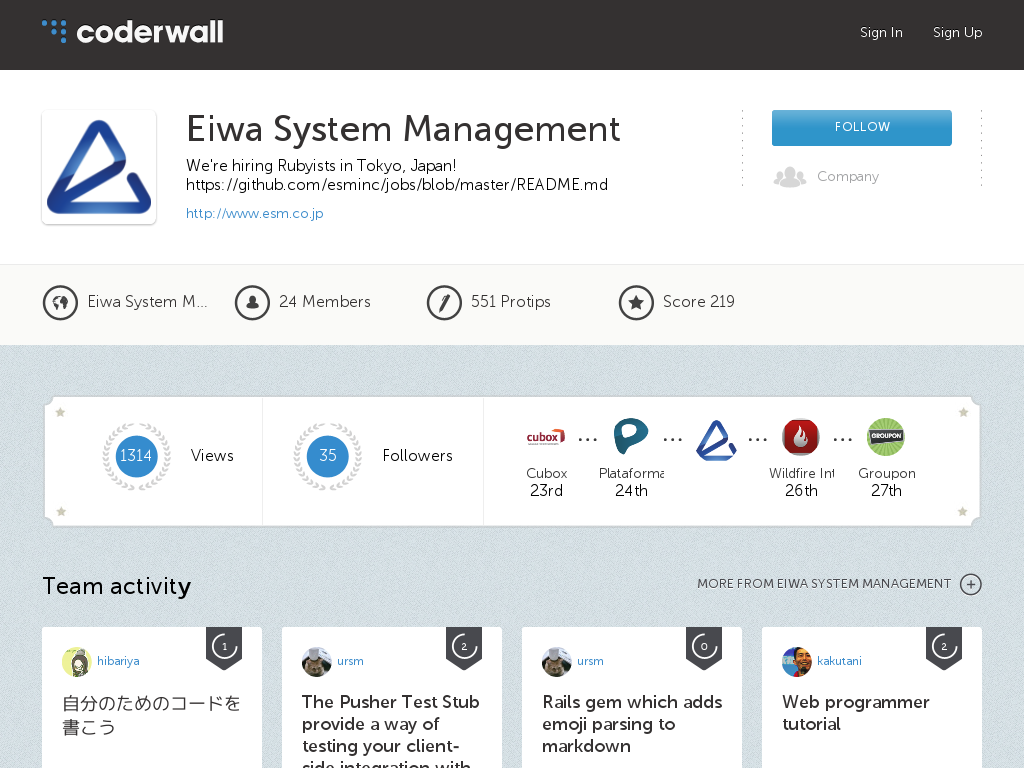 coderwall
Sign In
Sign Up
Eiwa System Management
We're hiring Rubyists in Tokyo, Japan!
https://github.com/esminc/jobs/blob/master/README.md
http://www.esm.co.jp
FOLLOW
Company
Eiwa System M...
24 Members
551 Protips
Score 219
1314
Views
35
Followers
cubox
GROUPON
Cubox
23rd
Plataforma
24th
Wildfire Int
26th
Groupon
27th
Team activity
MORE FROM EIWA SYSTEM MANAGEMENT
hibariya
1
自分のためのコードを
書こう
ursm
2
The Pusher Test Stub
provide a way of
testing your client-
side integration with
ursm
0
Rails gem which adds
emoji parsing to
markdown
kakutani
2
Web programmer
tutorial